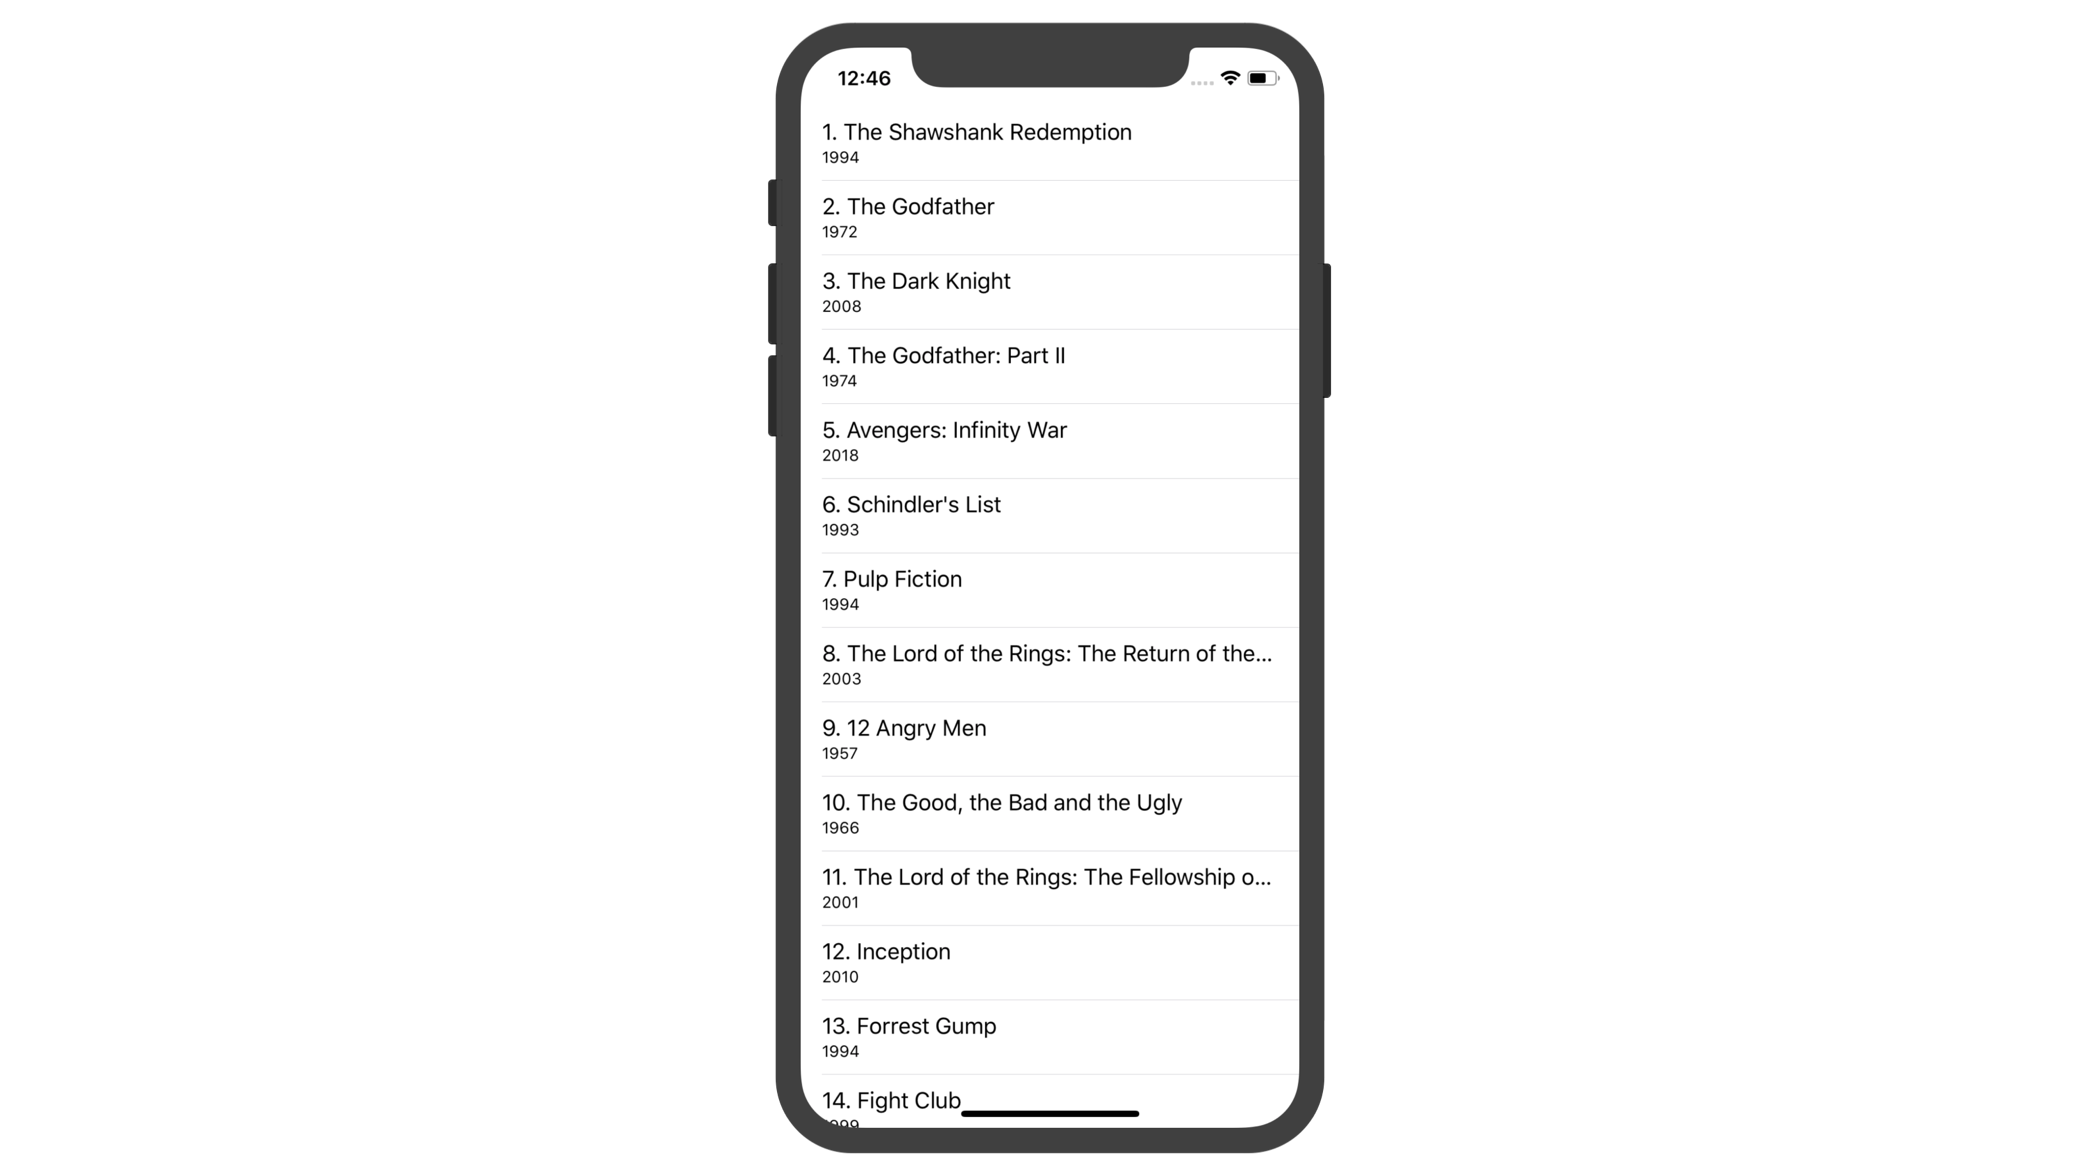 12:46
1. The Shawshank Redemption
1994
2. The Godfather
1972
3. The Dark Knight
2008
4. The Godfather: Part II
1974
5. Avengers: Infinity War
2018
6. Schindler's List
1993
7. Pulp Fiction
1994
8. The Lord of the Rings: The Return of the...
2003
9. 12 Angry Men
1957
10. The Good, the Bad and the Ugly
1966
11. The Lord of the Rings: The Fellowship o...
2001
12. Inception
2010
13. Forrest Gump
1994
14. Fight Club